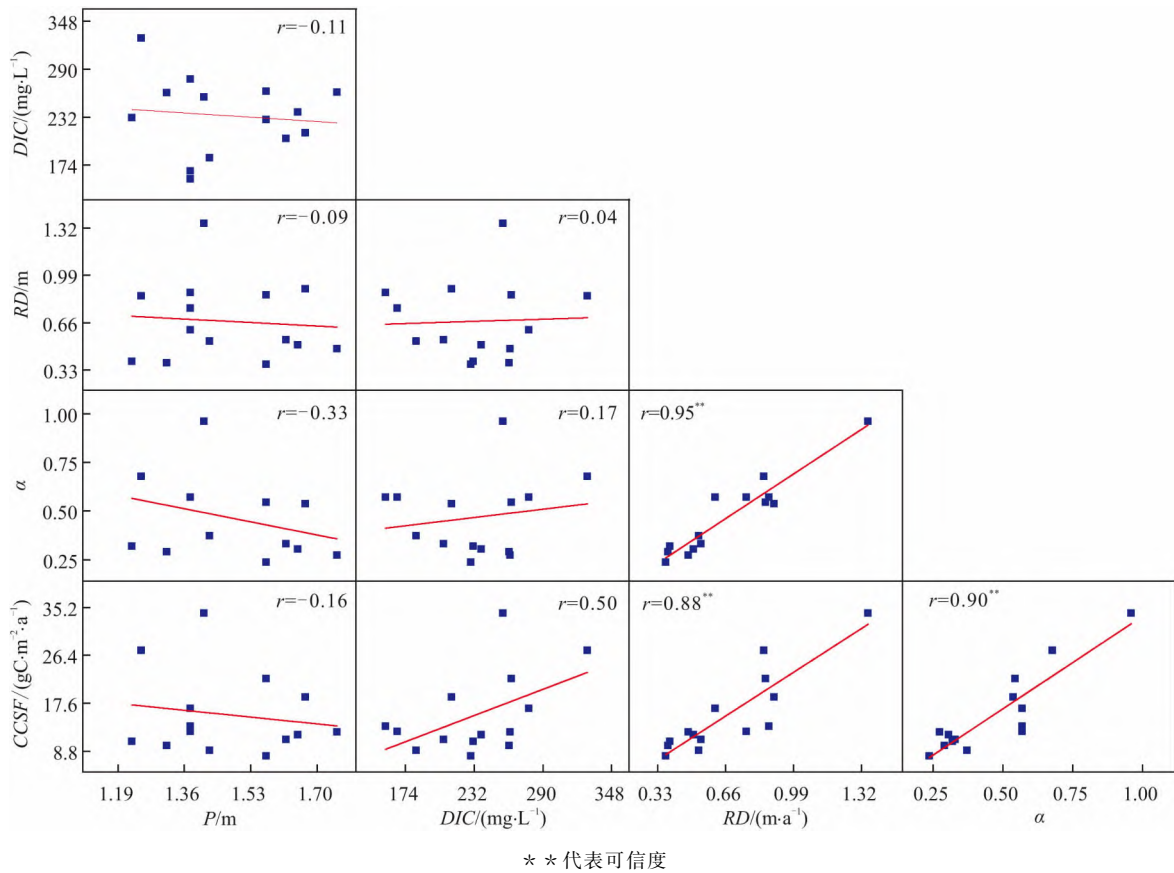 348
290
232
174
DIC/(mg·L⁻¹)
r=−0.11
1.32
0.99
0.66
0.33
RD/m
r=−0.09
r=0.04
1.00
0.75
0.50
0.25
α
r=−0.33
r=0.17
r=0.95**
35.2
26.4
17.6
8.8
CCSF/(gC·m⁻²·a⁻¹)
r=−0.16
r=0.50
r=0.88**
r=0.90**
1.19 1.36 1.53 1.70
174 232 290 348
0.33 0.66 0.99 1.32
0.25 0.50 0.75 1.00
P/m
DIC/(mg·L⁻¹)
RD/(m·a⁻¹)
α
＊＊代表可信度